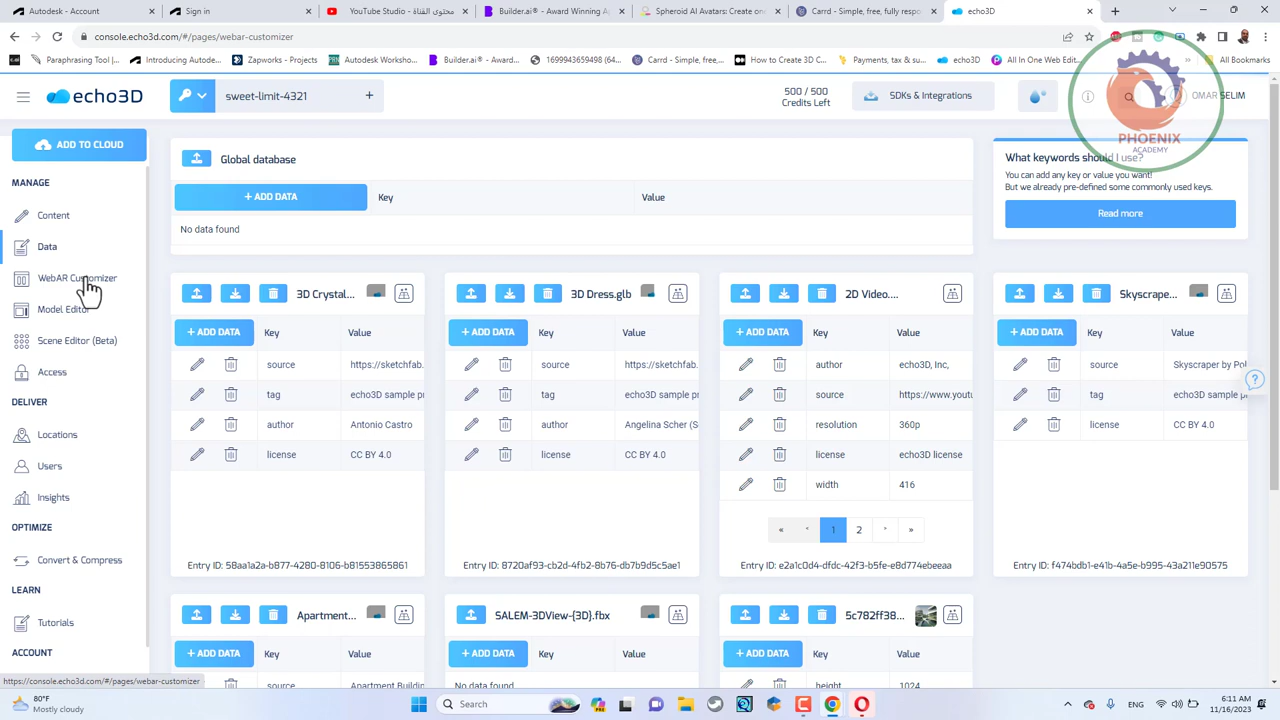 Autodesk - Account
Sign in
YouTube Studio - محتوى القناة
Builder.ai® - Award Winning A
Spheroid AI Avatars: Create or
Carrd - Simple, free, fully respo
echo3D
console.echo3d.com/#/pages/webar-customizer
Paraphrasing Tool |...
Introducing Autode...
Zapworks - Projects
Autodesk Worksho...
Builder.ai® - Award...
1699943659498 (64...
Carrd - Simple, free,...
How to Create 3D C...
Payments, tax & su...
echo3D
All In One Web Edit...
All Bookmarks
echo3D
sweet-limit-4321
500 / 500
Credits Left
SDKs & Integrations
OMAR SELIM
PHOENIX
ACADEMY
ADD TO CLOUD
MANAGE
Content
Data
WebAR Customizer
Model Editor
Scene Editor (Beta)
Access
DELIVER
Locations
Users
Insights
OPTIMIZE
Convert & Compress
LEARN
Tutorials
ACCOUNT
Global database
+ ADD DATA Key Value
No data found
What keywords should I use?
You can add any key or value you want!
But we already pre-defined some commonly used keys.
Read more
3D Crystal...
+ ADD DATA Key Value
source https://sketchfab.
tag echo3D sample pr
author Antonio Castro
license CC BY 4.0
Entry ID: 58aa1a2a-b877-4280-8106-b81553865861
3D Dress.glb
+ ADD DATA Key Value
source https://sketchfab.
tag echo3D sample pr
author Angelina Scher (S
license CC BY 4.0
Entry ID: 8720af93-cb2d-4fb2-8b76-db7b9d5c5ae1
2D Video....
+ ADD DATA Key Value
author echo3D, Inc,
source https://www.youtu
resolution 360p
license echo3D license
width 416
« ‹ 1 2 › »
Entry ID: e2a1c0d4-dfdc-42f3-b5fe-e8d774ebeeaa
Skyscrape...
+ ADD DATA Key Value
source Skyscraper by Pol
tag echo3D sample p
license CC BY 4.0
Entry ID: f474bdb1-e41b-4a5e-b995-43a211e90575
Apartment...
+ ADD DATA Key Value
source Apartment Building
SALEM-3DView-{3D}.fbx
+ ADD DATA Key Value
No data found
5c782ff38...
+ ADD DATA Key Value
height 1024
https://console.echo3d.com/#/pages/webar-customizer
80°F
Mostly cloudy
Search
ENG
6:11 AM
11/16/2023